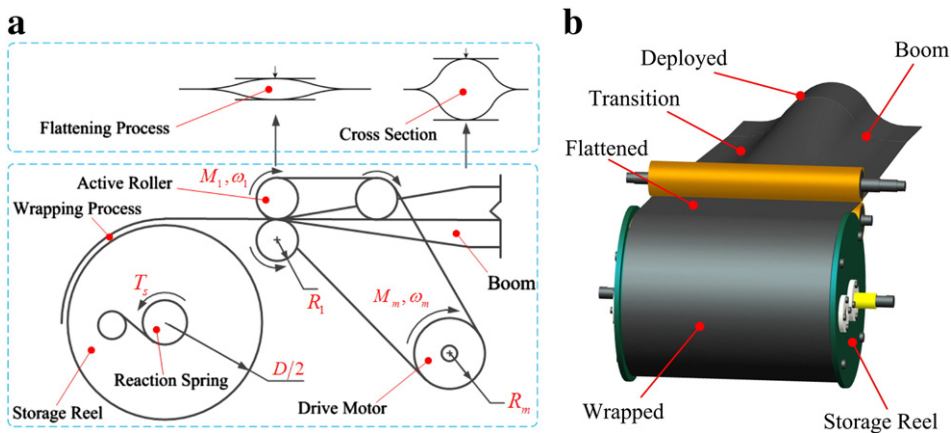 a
Flattening Process
Cross Section
Active Roller
M₁, ω₁
Wrapping Process
Tₛ
R₁
Boom
Mₘ, ωₘ
D/2
Reaction Spring
Storage Reel
Drive Motor
Rₘ
b
Deployed
Boom
Transition
Flattened
Wrapped
Storage Reel